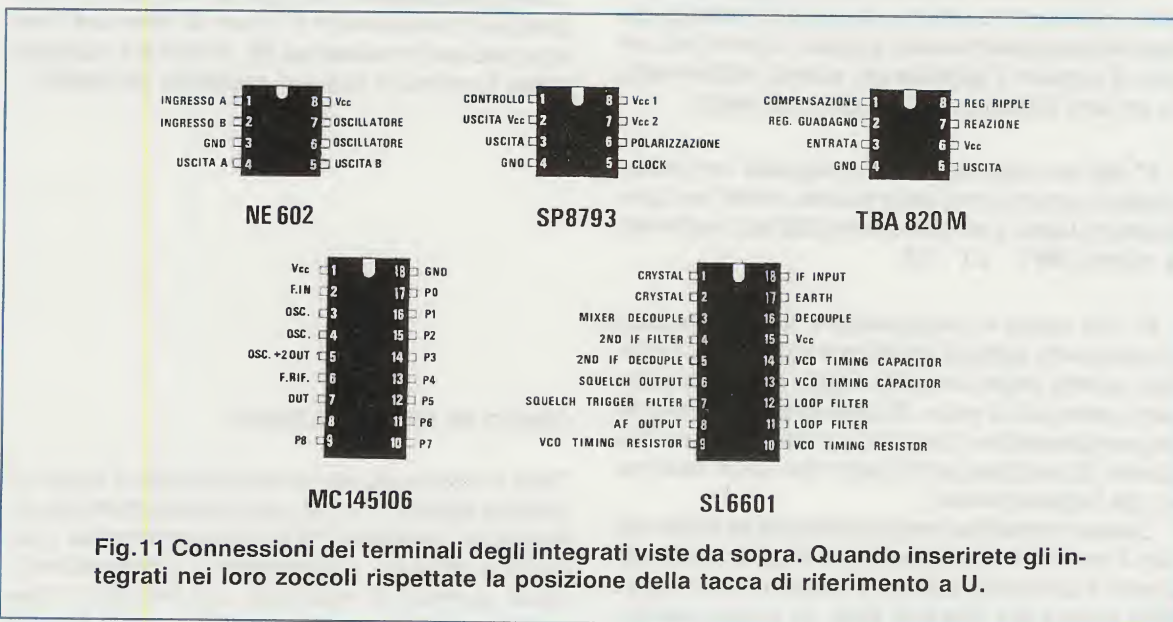 INGRESSO A 1 8 Vcc
INGRESSO B 2 7 OSCILLATORE
GND 3 6 OSCILLATORE
USCITA A 4 5 USCITA B
NE 602
CONTROLLO 1 8 Vcc 1
USCITA Vcc 2 7 Vcc 2
USCITA 3 6 POLARIZZAZIONE
GND 4 5 CLOCK
SP8793
COMPENSAZIONE 1 8 REG. RIPPLE
REG. GUADAGNO 2 7 REAZIONE
ENTRATA 3 6 Vcc
GND 4 5 USCITA
TBA 820 M
Vcc 1 18 GND
F.IN 2 17 P0
OSC. 3 16 P1
OSC. 4 15 P2
OSC. +2OUT 5 14 P3
F.RIF. 6 13 P4
OUT 7 12 P5
8 11 P6
P8 9 10 P7
MC145106
CRYSTAL 1 18 IF INPUT
CRYSTAL 2 17 EARTH
MIXER DECOUPLE 3 16 DECOUPLE
2ND IF FILTER 4 15 Vcc
2ND IF DECOUPLE 5 14 VCO TIMING CAPACITOR
SQUELCH OUTPUT 6 13 VCO TIMING CAPACITOR
SQUELCH TRIGGER FILTER 7 12 LOOP FILTER
AF OUTPUT 8 11 LOOP FILTER
VCO TIMING RESISTOR 9 10 VCO TIMING RESISTOR
SL6601
Fig.11 Connessioni dei terminali degli integrati viste da sopra. Quando inserirete gli in-
tegrati nei loro zoccoli rispettate la posizione della tacca di riferimento a U.